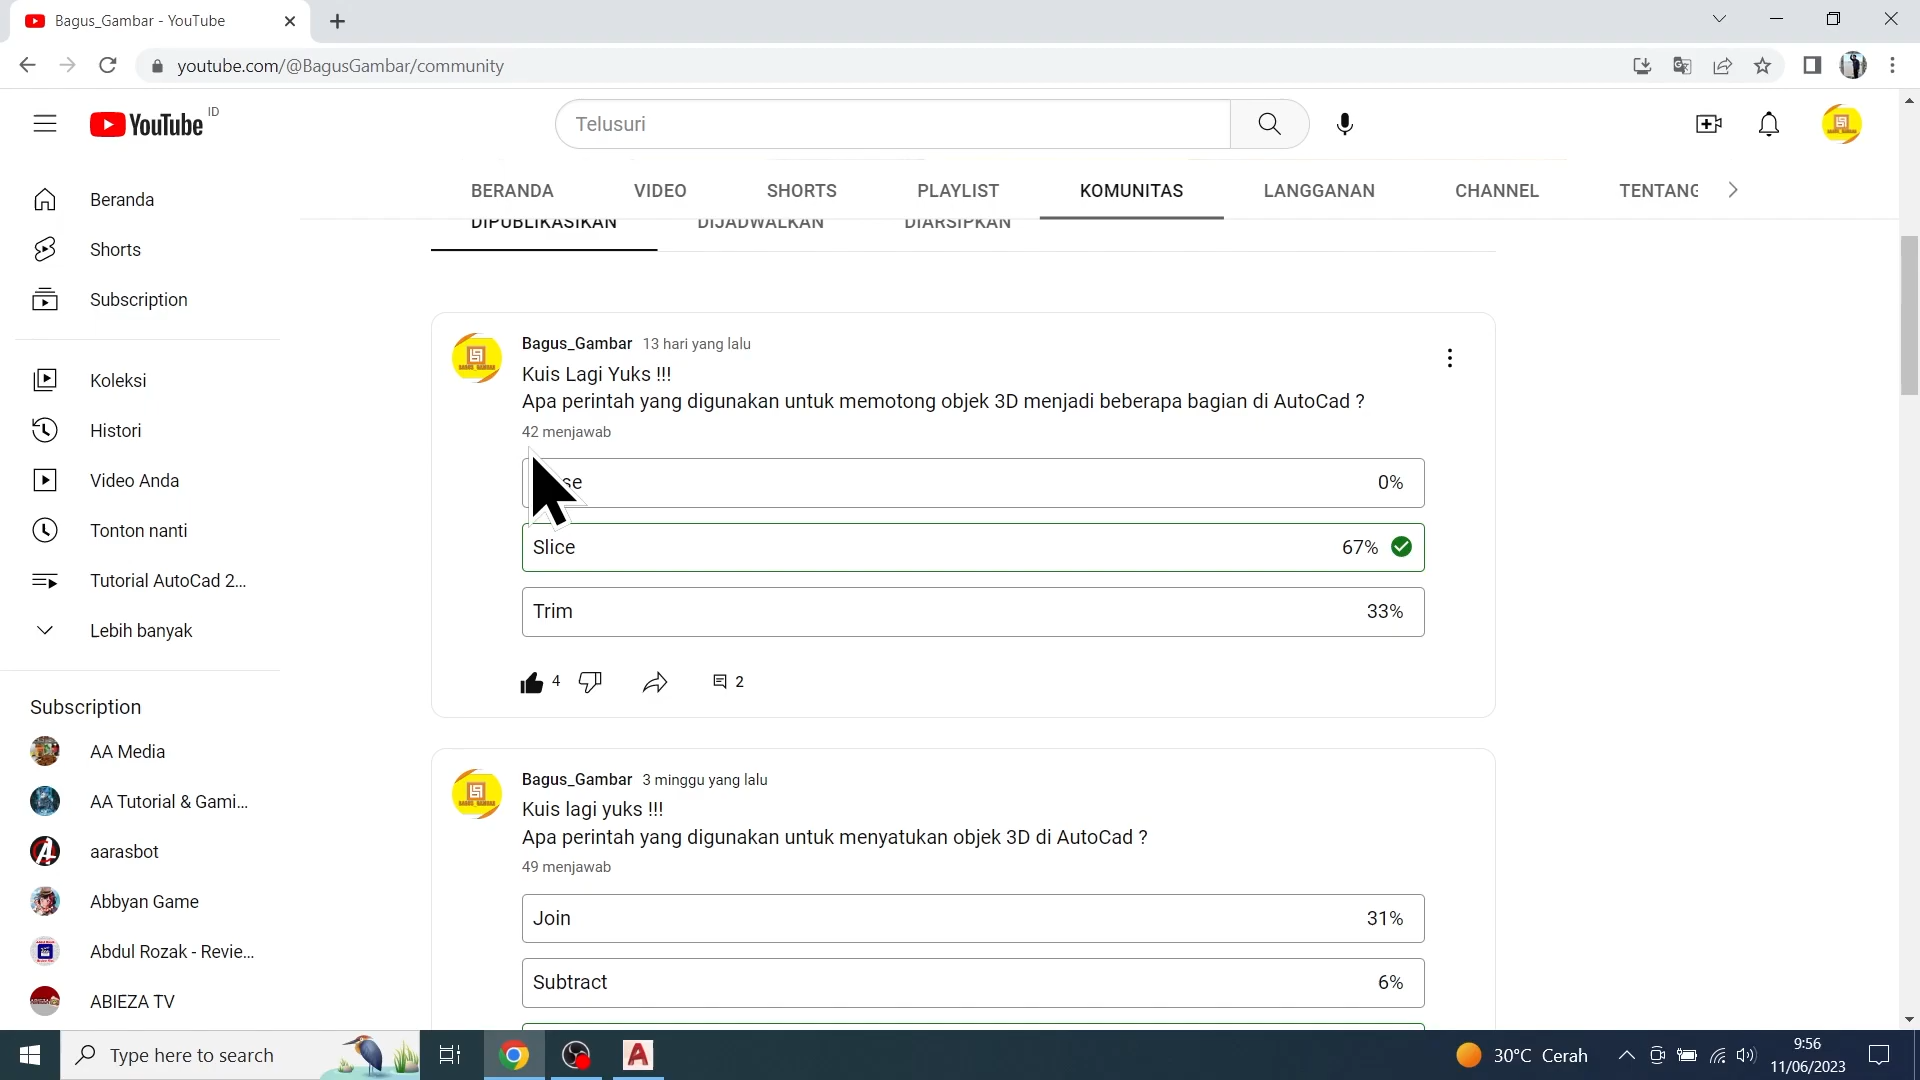 Bagus_Gambar - YouTube
youtube.com/@BagusGambar/community
YouTube ID
Telusuri
BERANDA VIDEO SHORTS PLAYLIST KOMUNITAS LANGGANAN CHANNEL TENTANG
DIPUBLIKASIKAN DIJADWALKAN DIARSIPKAN
Beranda
Shorts
Subscription
Koleksi
Histori
Video Anda
Tonton nanti
Tutorial AutoCad 2...
Lebih banyak
Subscription
AA Media
AA Tutorial & Gami...
aarasbot
Abbyan Game
Abdul Rozak - Revie...
ABIEZA TV
Bagus_Gambar 13 hari yang lalu
Kuis Lagi Yuks !!!
Apa perintah yang digunakan untuk memotong objek 3D menjadi beberapa bagian di AutoCad ?
42 menjawab
0%
Slice 67%
Trim 33%
4 2
Bagus_Gambar 3 minggu yang lalu
Kuis lagi yuks !!!
Apa perintah yang digunakan untuk menyatukan objek 3D di AutoCad ?
49 menjawab
Join 31%
Subtract 6%
Type here to search
30°C Cerah
9:56
11/06/2023